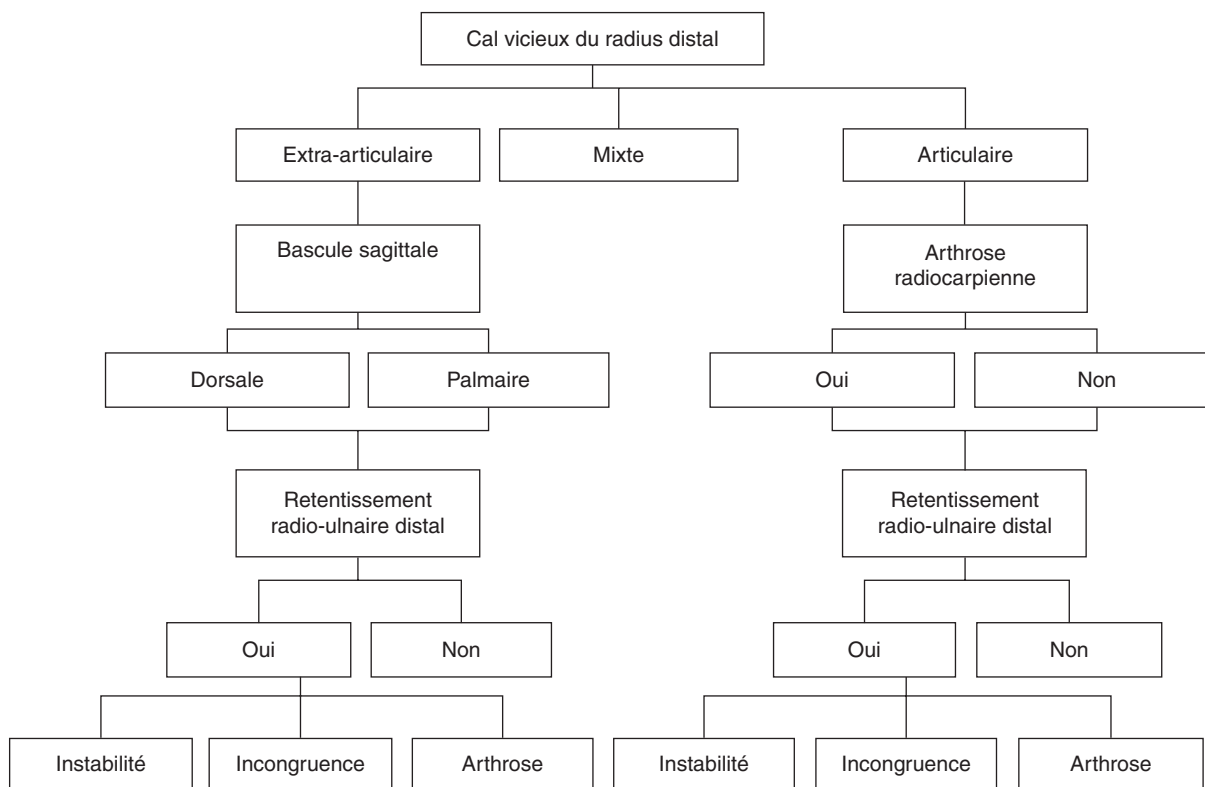 Cal vicieux du radius distal
Extra-articulaire
Mixte
Articulaire
Bascule sagittale
Arthrose
radiocarpienne
Dorsale
Palmaire
Oui
Non
Retentissement
radio-ulnaire distal
Retentissement
radio-ulnaire distal
Oui
Non
Oui
Non
Instabilité
Incongruence
Arthrose
Instabilité
Incongruence
Arthrose